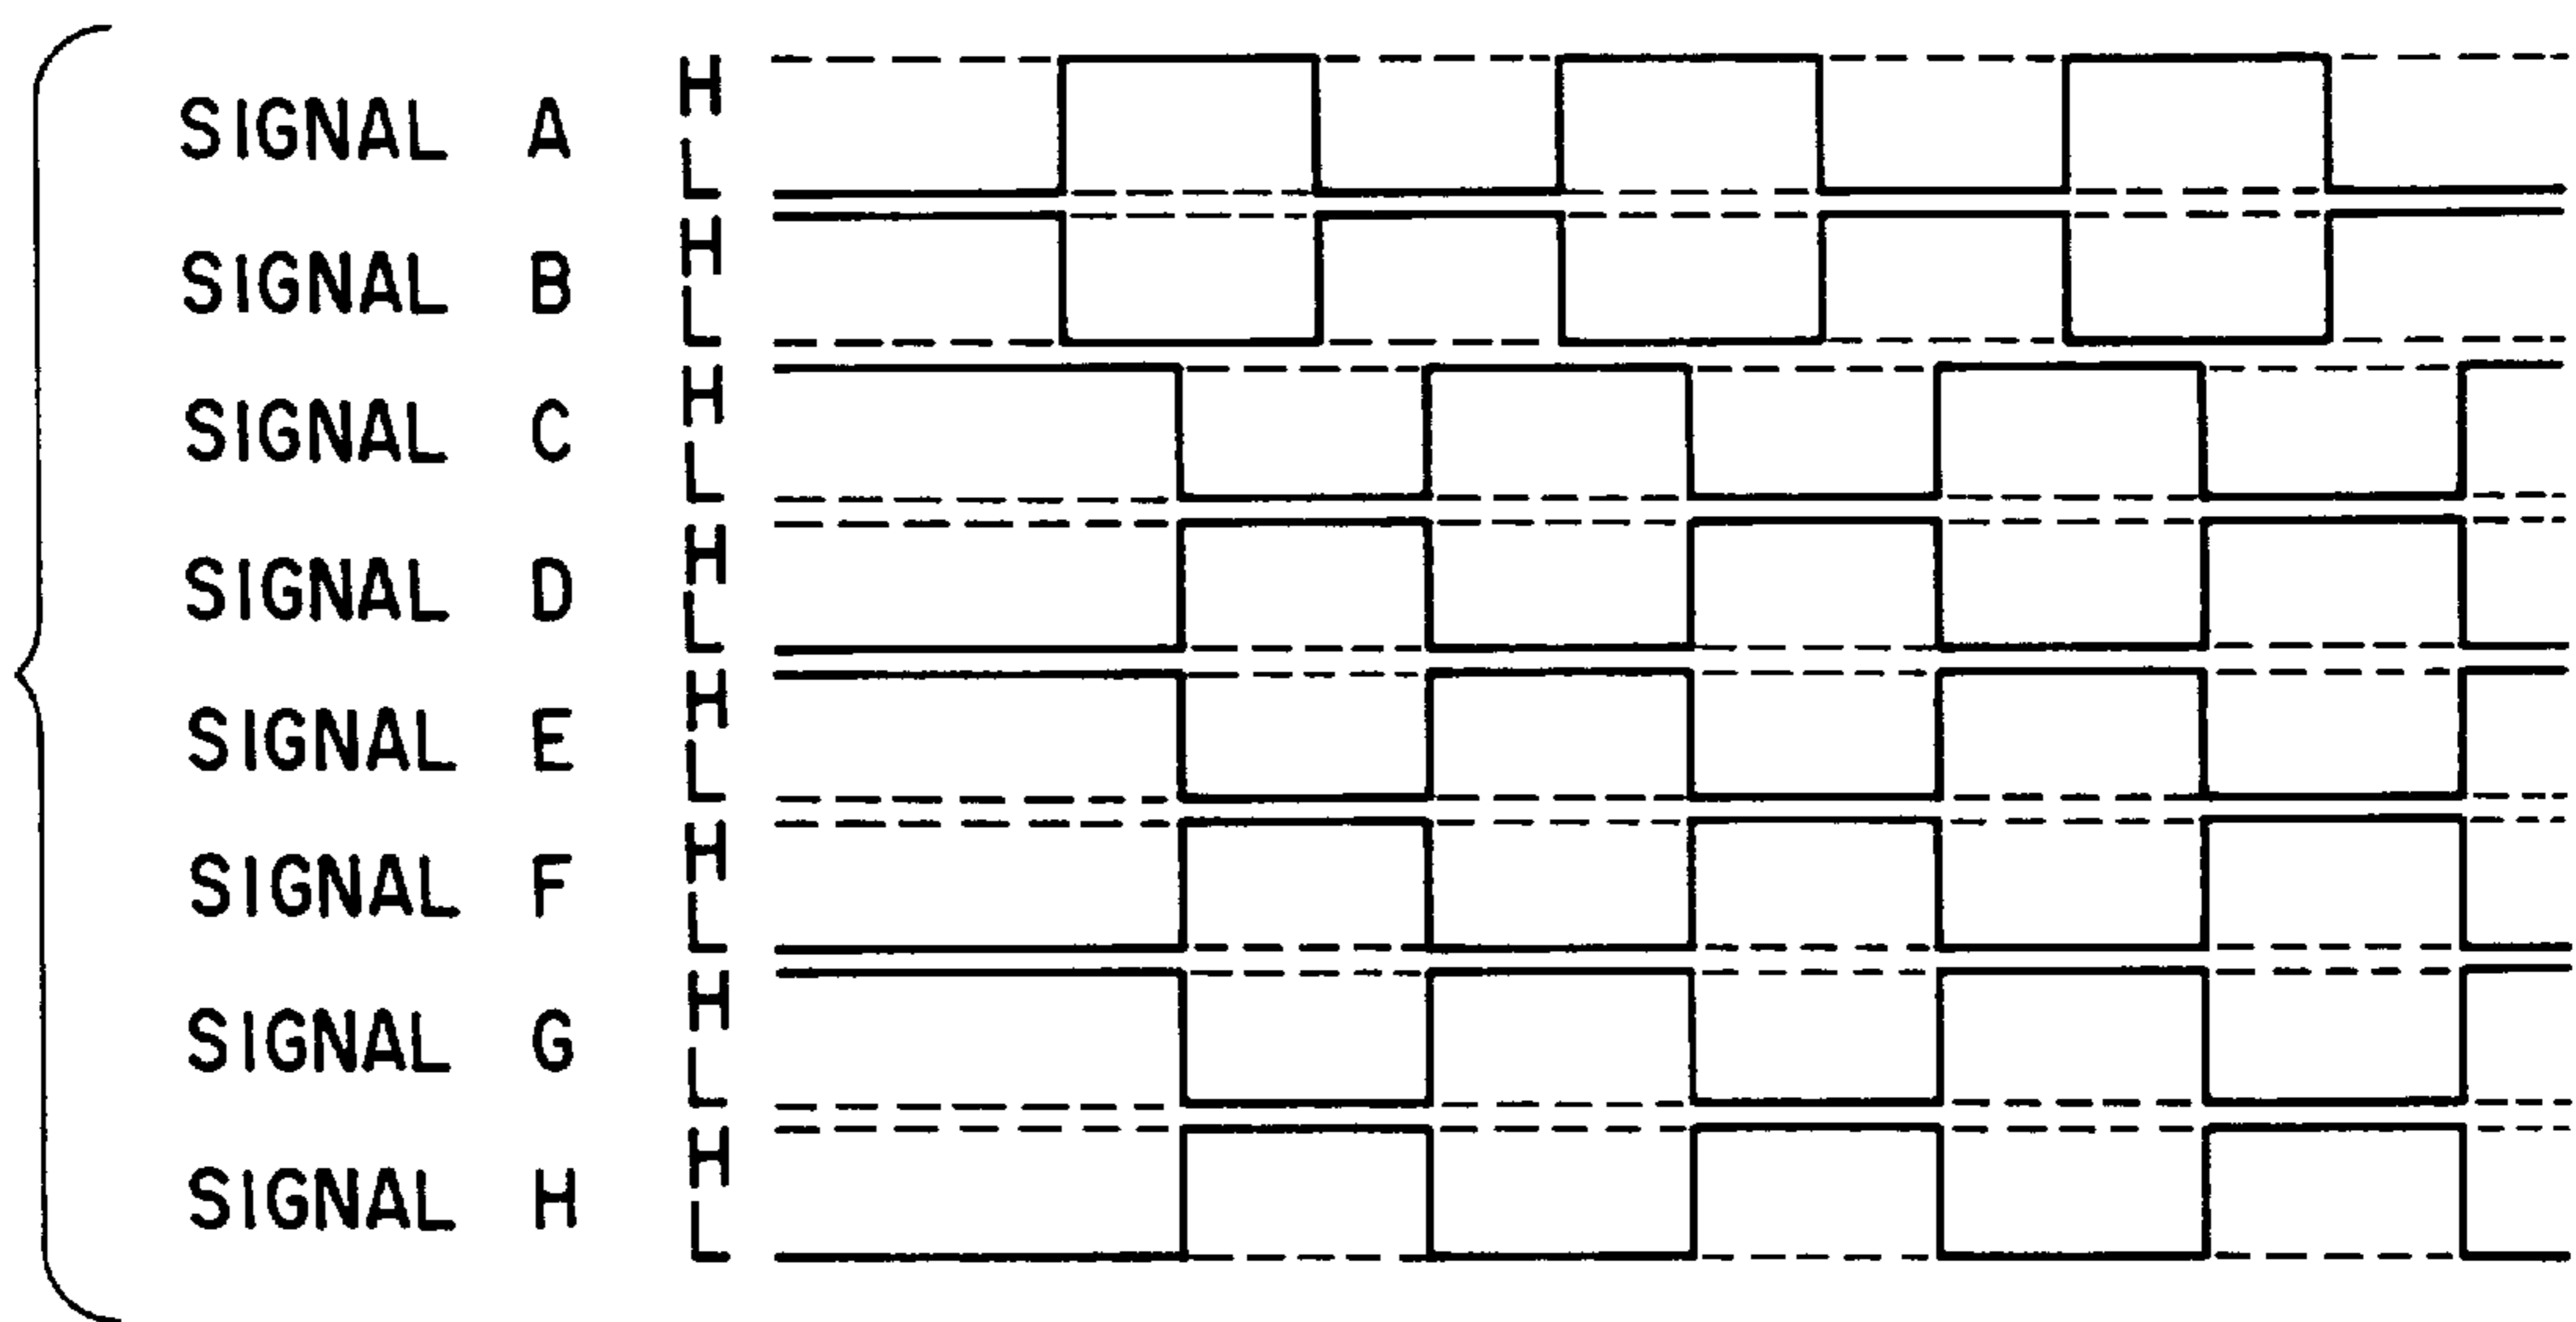 SIGNAL A H
L
SIGNAL B H
L
SIGNAL C H
L
SIGNAL D H
L
SIGNAL E H
L
SIGNAL F H
L
SIGNAL G H
L
SIGNAL H H
L